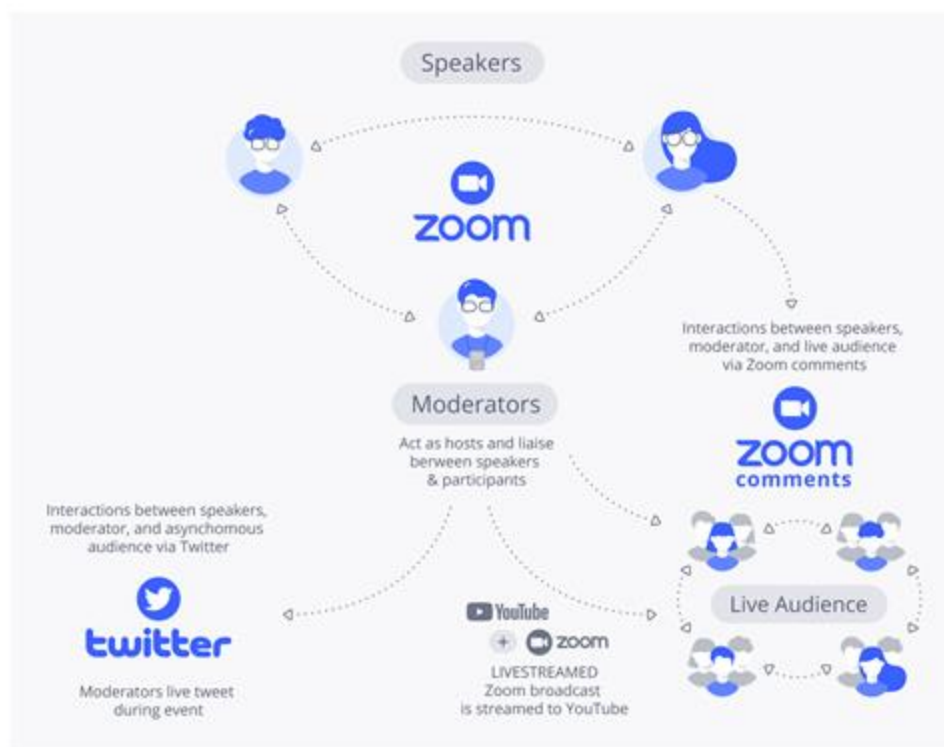 Speakers
zoom
Moderators
Act as hosts and liaise
berween speakers
& participants
Interactions between speakers,
moderator, and live audience
via Zoom comments
zoom
comments
Live Audience
Interactions between speakers,
moderator, and asynchomous
audience via Twitter
twitter
Moderators live tweet
during event
YouTube
+ zoom
LIVESTREAMED
Zoom broadcast
is streamed to YouTube